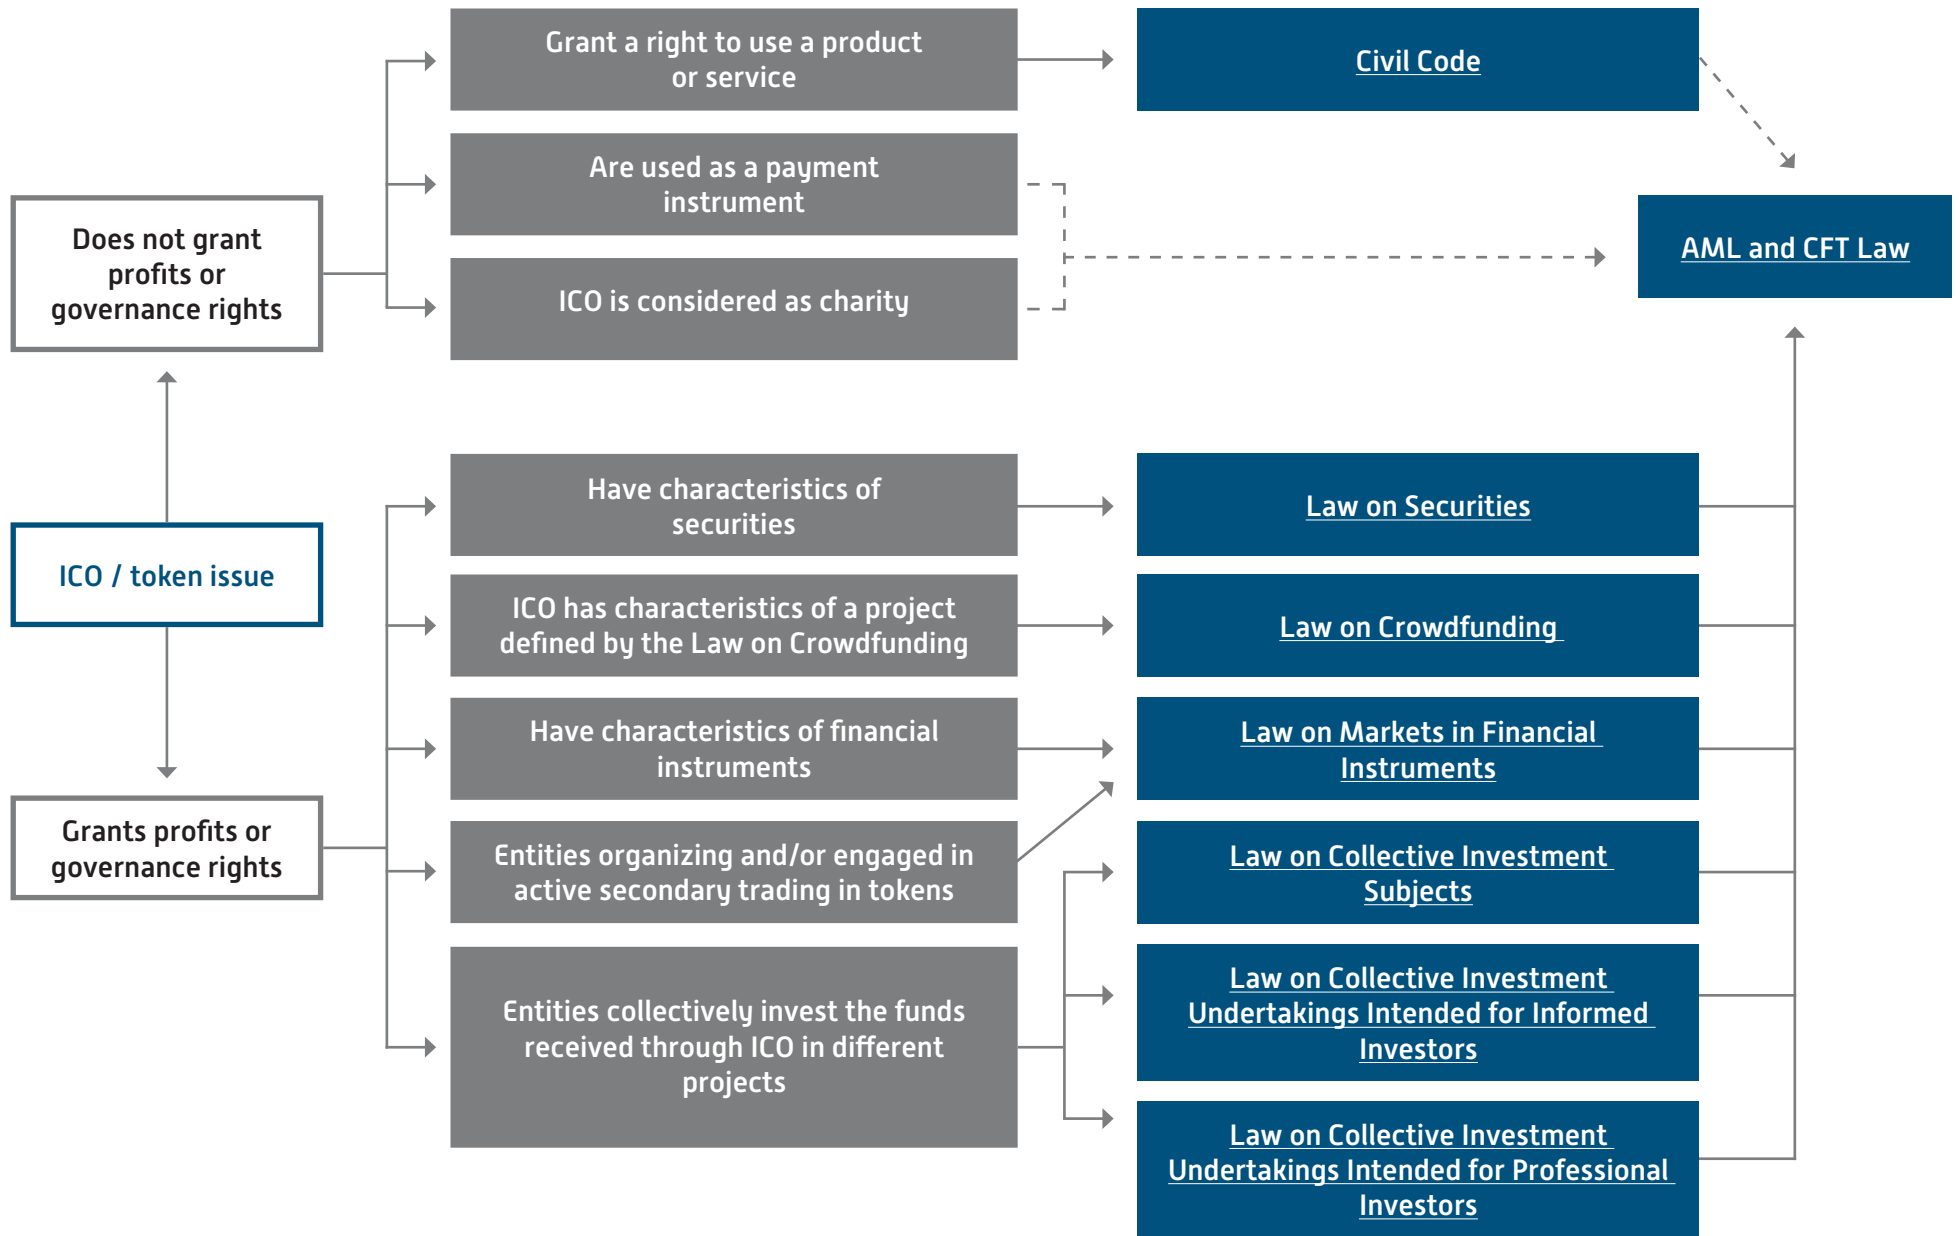 Grant a right to use a product
or service
Civil Code
Are used as a payment
instrument
Does not grant
profits or
governance rights
AML and CFT Law
ICO is considered as charity
Have characteristics of
securities
Law on Securities
ICO / token issue
ICO has characteristics of a project
defined by the Law on Crowdfunding
Law on Crowdfunding
Have characteristics of financial
instruments
Law on Markets in Financial
Instruments
Grants profits or
governance rights
Entities organizing and/or engaged in
active secondary trading in tokens
Law on Collective Investment
Subjects
Entities collectively invest the funds
received through ICO in different
projects
Law on Collective Investment
Undertakings Intended for Informed
Investors
Law on Collective Investment
Undertakings Intended for Professional
Investors